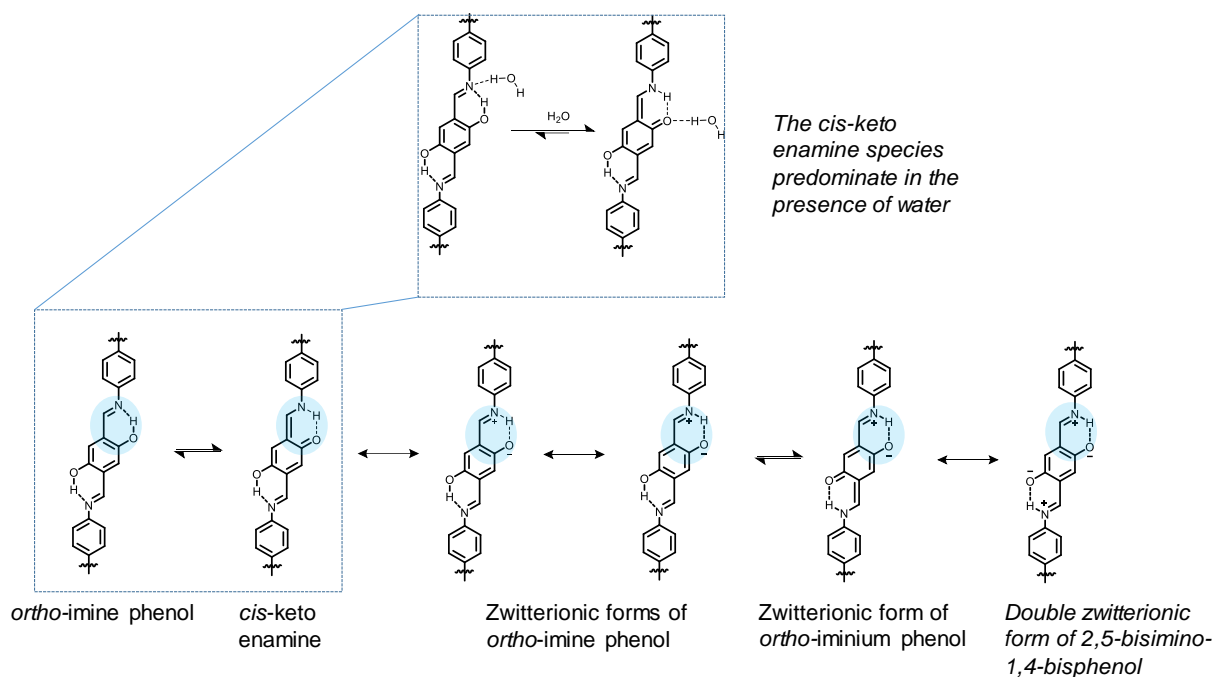 N
H
O
H
H
O
O
H
N
H₂O
N
H
O
H
O
H
O
H
N
The cis-keto
enamine species
predominate in the
presence of water
N
H
O
O
H
N
N
H
O
O
H
N
N
+
H
O
−
O
H
N
N
+
H
O
−
O
H
N
N
+
H
O
−
O
H
N
N
+
H
O
−
−
O
H
+
N
ortho-imine phenol
cis-keto
enamine
Zwitterionic forms of
ortho-imine phenol
Zwitterionic form of
ortho-iminium phenol
Double zwitterionic
form of 2,5-bisimino-
1,4-bisphenol